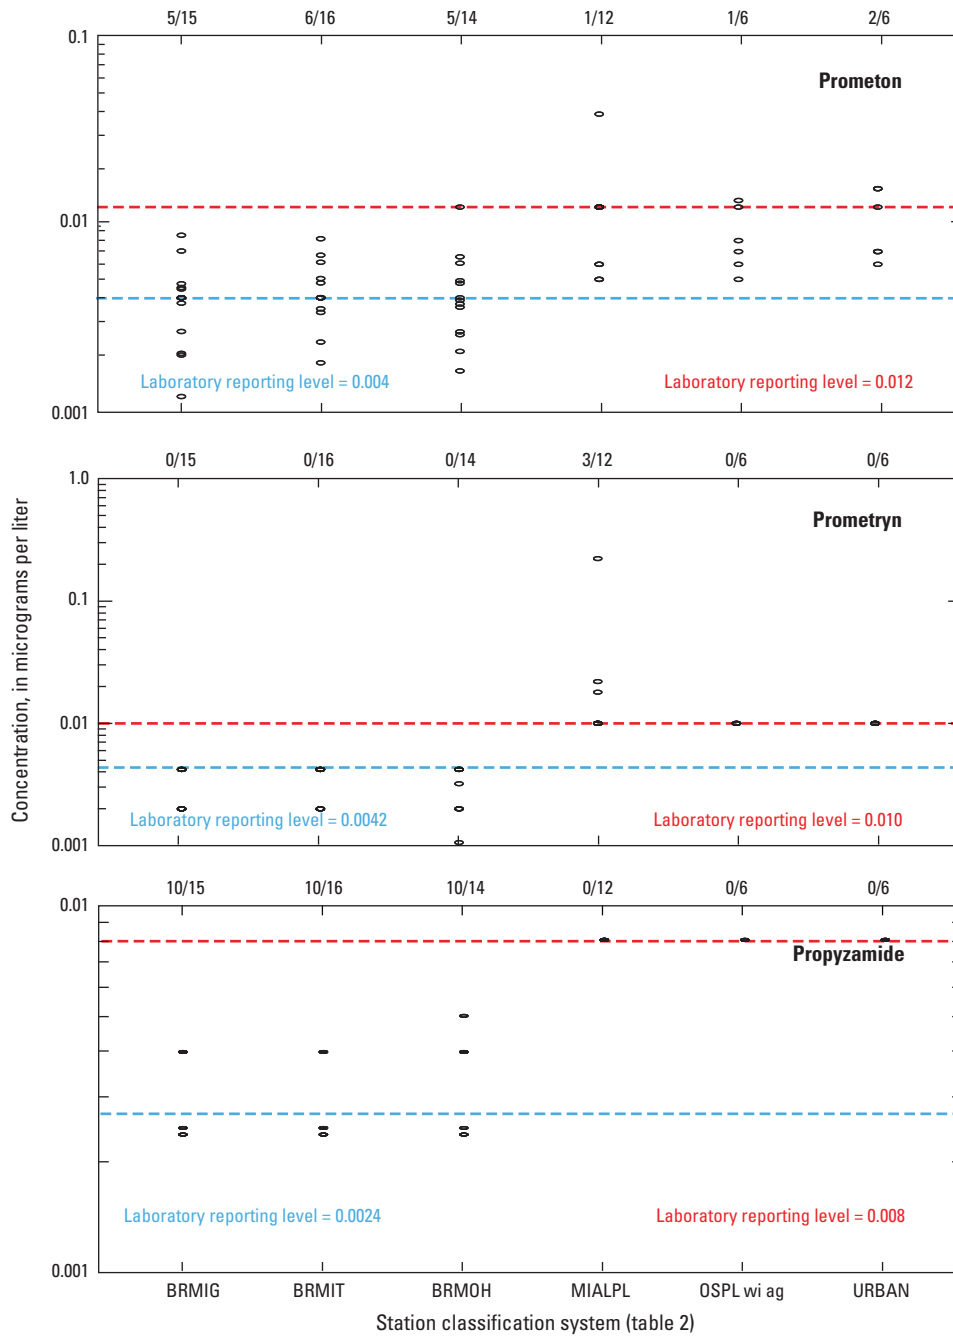 5/15 6/16 5/14 1/12 1/6 2/6
0.1
Prometon
0.01
Laboratory reporting level = 0.004 Laboratory reporting level = 0.012
0.001
0/15 0/16 0/14 3/12 0/6 0/6
1.0
Prometryn
0.1
Concentration, in micrograms per liter
0.01
Laboratory reporting level = 0.0042 Laboratory reporting level = 0.010
0.001
10/15 10/16 10/14 0/12 0/6 0/6
0.01
Propyzamide
Laboratory reporting level = 0.0024 Laboratory reporting level = 0.008
0.001
BRMIG BRMIT BRMOH MIALPL OSPL wi ag URBAN
Station classification system (table 2)